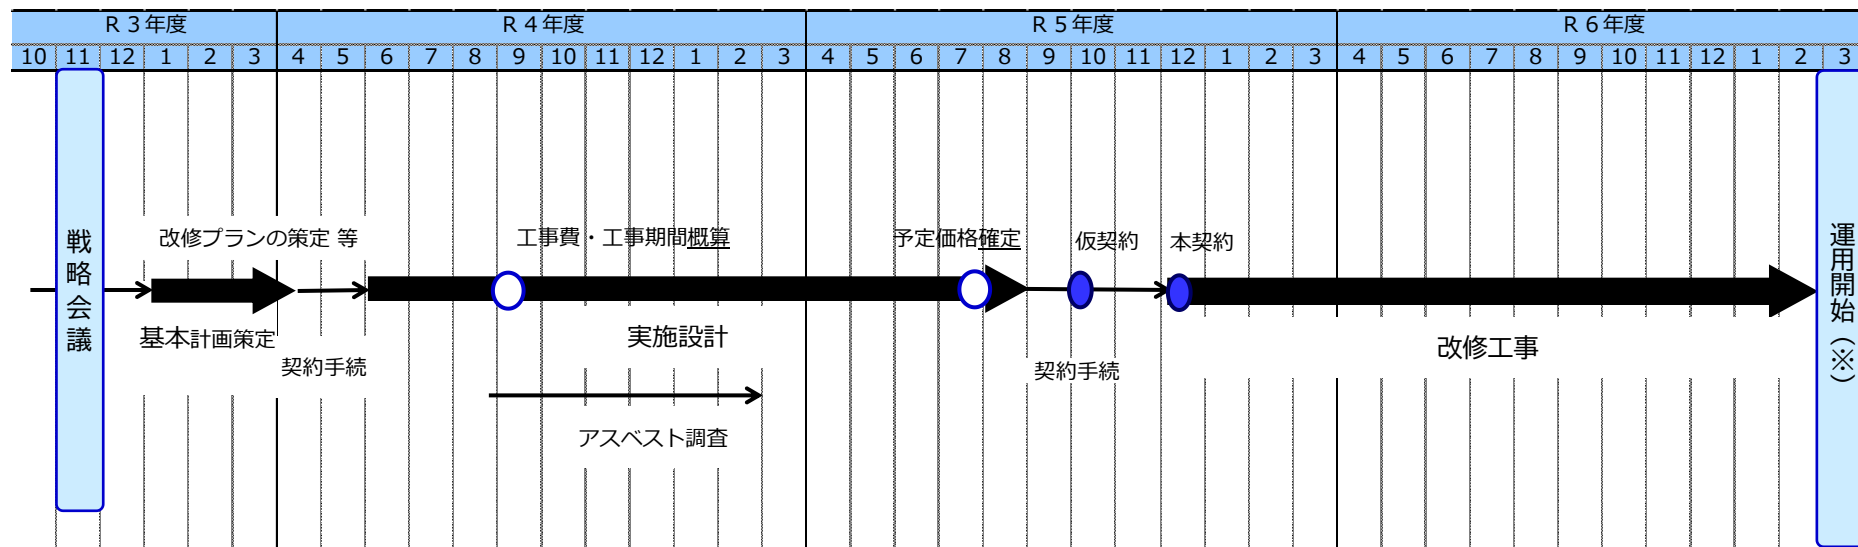 R3年度 R4年度 R5年度 R6年度
10 11 12 1 2 3 4 5 6 7 8 9 10 11 12 1 2 3 4 5 6 7 8 9 10 11 12 1 2 3 4 5 6 7 8 9 10 11 12 1 2 3
戦略会議
改修プランの策定 等
工事費・工事期間概算
予定価格確定
仮契約
本契約
基本計画策定
契約手続
実施設計
アスベスト調査
契約手続
改修工事
運用開始(※)